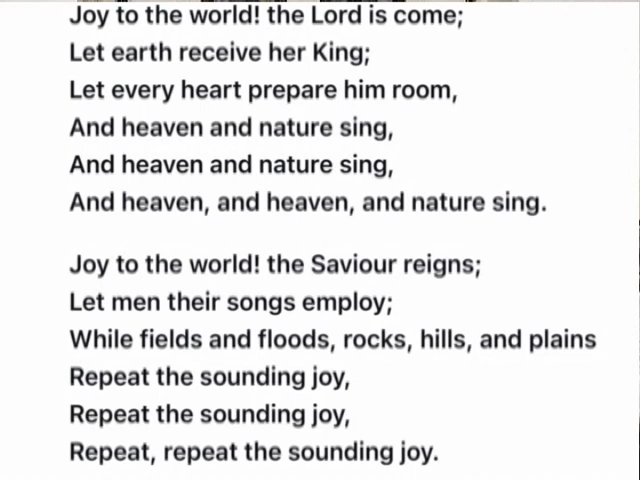 Joy to the world! the Lord is come;
Let earth receive her King;
Let every heart prepare him room,
And heaven and nature sing,
And heaven and nature sing,
And heaven, and heaven, and nature sing.
Joy to the world! the Saviour reigns;
Let men their songs employ;
While fields and floods, rocks, hills, and plains
Repeat the sounding joy,
Repeat the sounding joy,
Repeat, repeat the sounding joy.